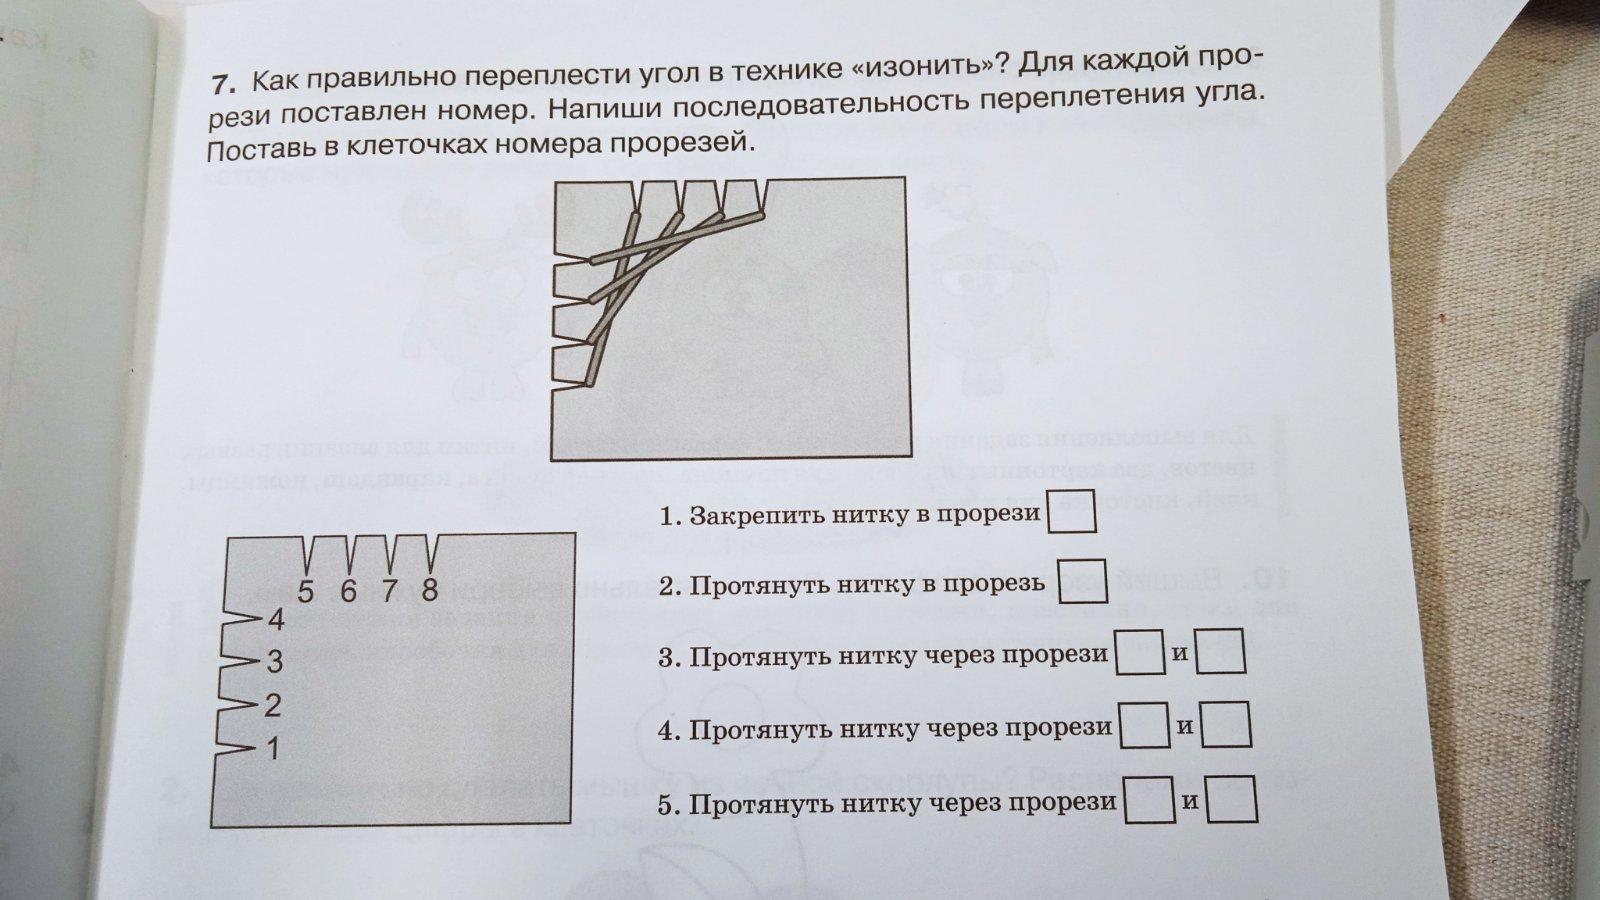 7. Как правильно переплести угол в технике «изонить»? Для каждой про-
рези поставлен номер. Напиши последовательность переплетения угла.
Поставь в клеточках номера прорезей.
1. Закрепить нитку в прорези
5 6 7 8
2. Протянуть нитку в прорезь
4
3
3. Протянуть нитку через прорези и
2
4. Протянуть нитку через прорези и
1
5. Протянуть нитку через прорези и